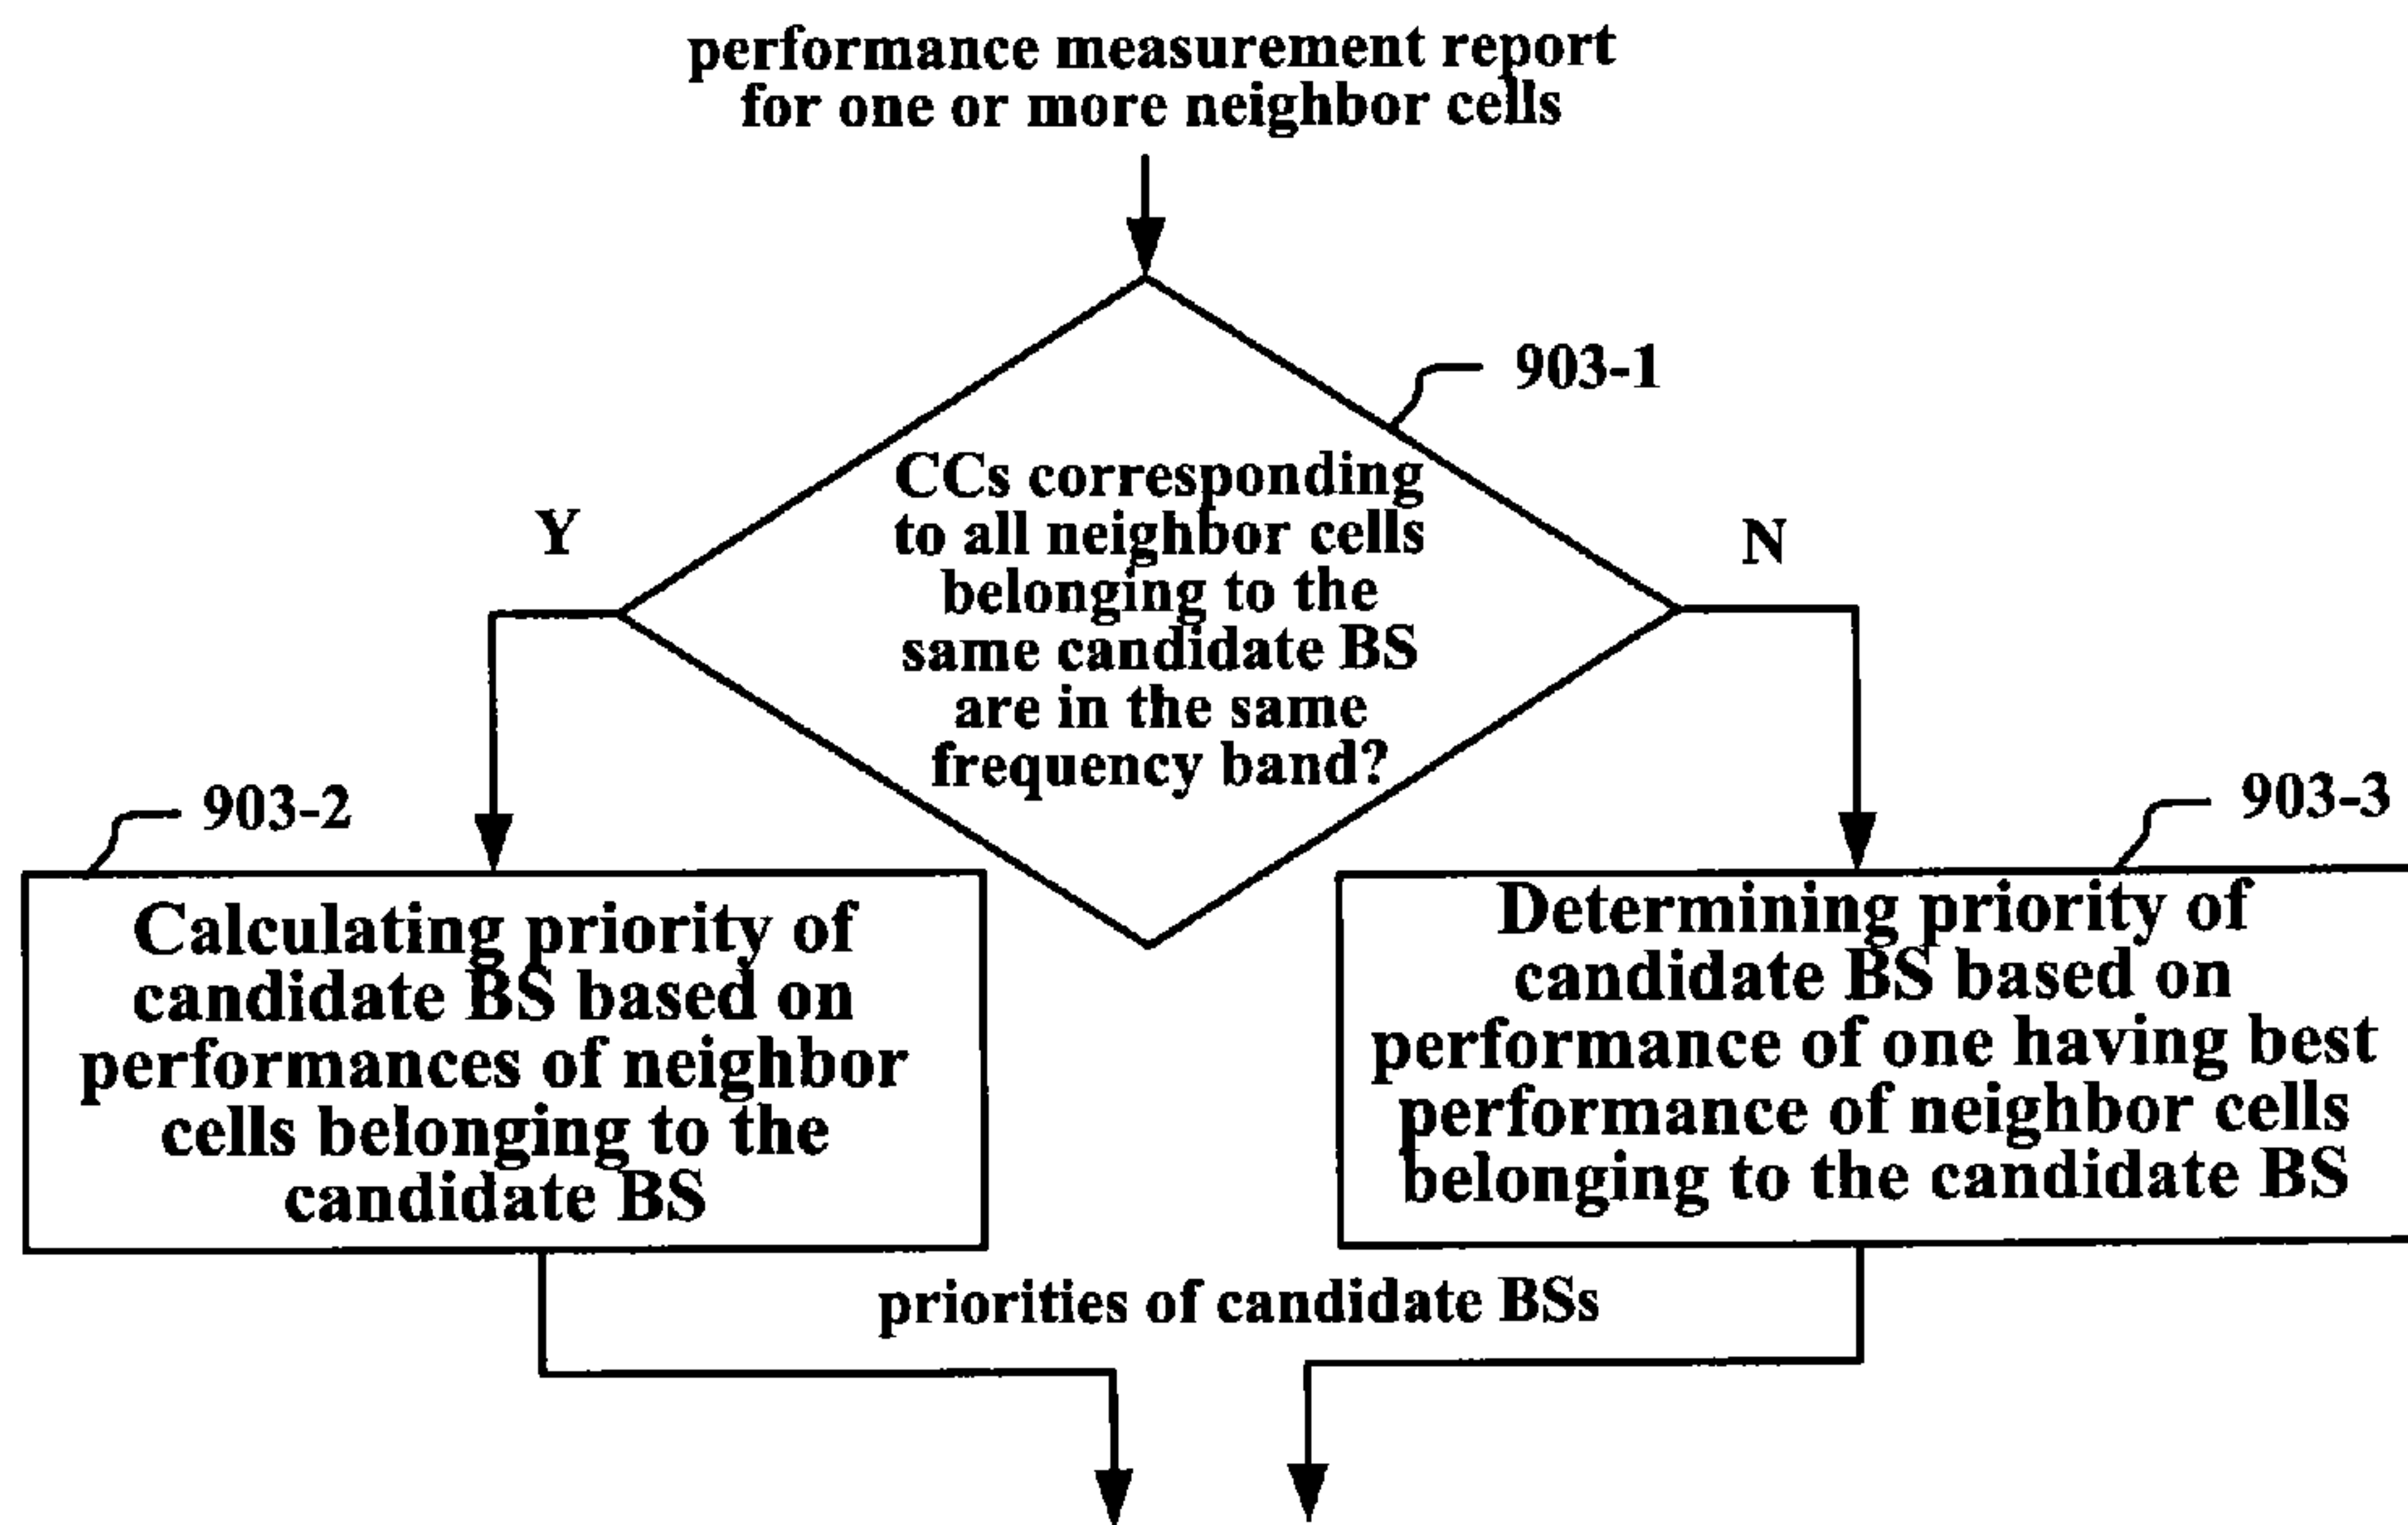 performance measurement report
for one or more neighbor cells
903-1
CCs corresponding
to all neighbor cells
belonging to the
same candidate BS
are in the same
frequency band?
Y
N
903-2
903-3
Calculating priority of
candidate BS based on
performances of neighbor
cells belonging to the
candidate BS
Determining priority of
candidate BS based on
performance of one having best
performance of neighbor cells
belonging to the candidate BS
priorities of candidate BSs